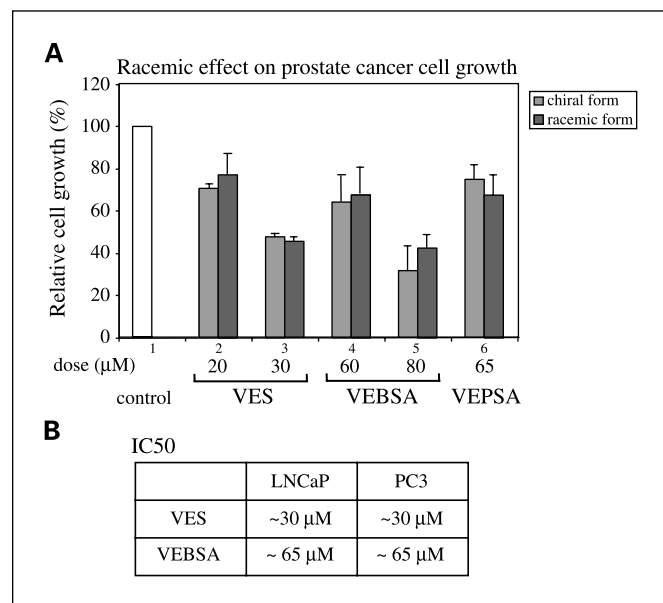 A
Racemic effect on prostate cancer cell growth
120
100
80
60
40
20
0
Relative cell growth (%)
chiral form
racemic form
1 2 3 4 5 6
dose (μM) 20 30 60 80 65
control VES VEBSA VEPSA
B
IC50
LNCaP PC3
VES ~30 μM ~30 μM
VEBSA ~ 65 μM ~ 65 μM